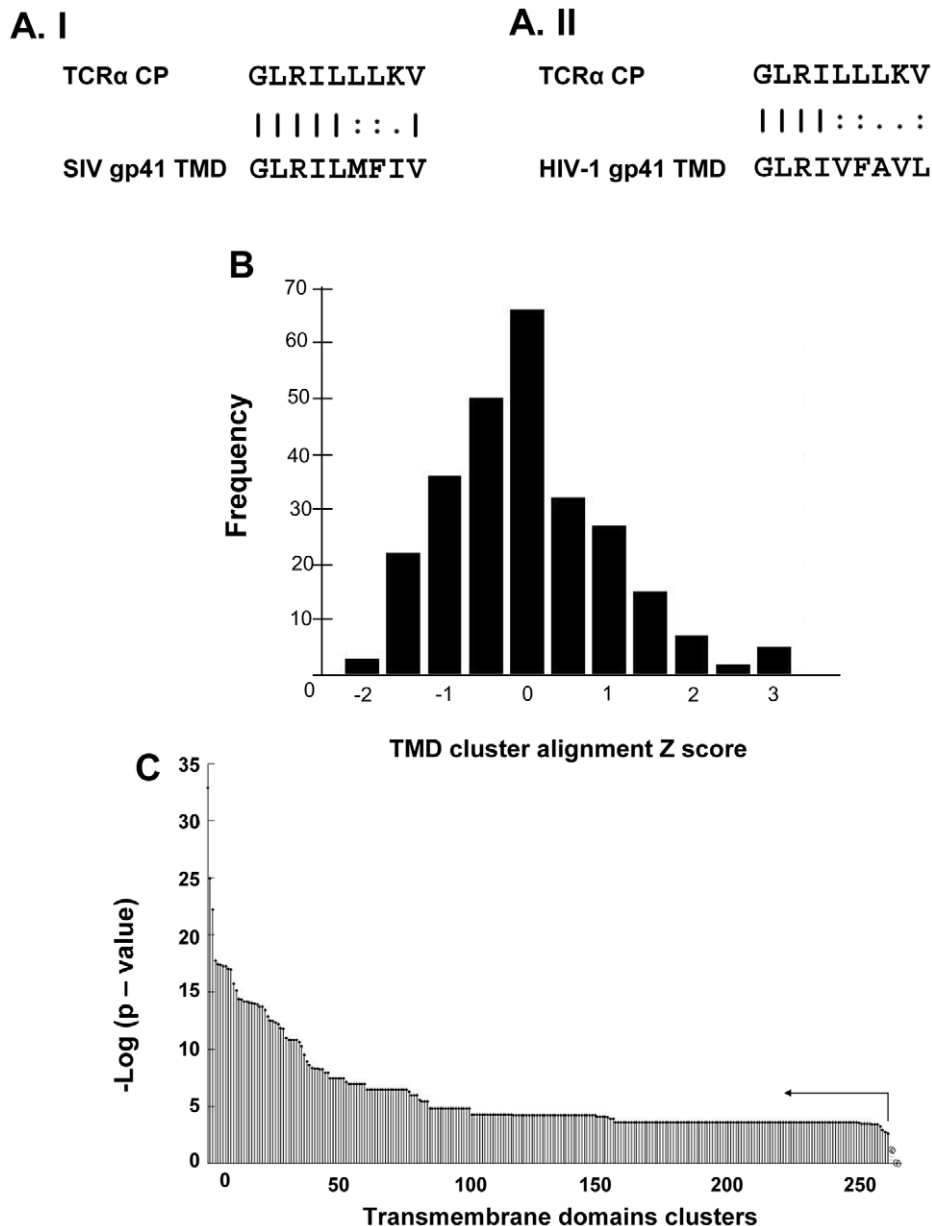 A. I
TCRα CP GLRILLLKV
|||||::.|
SIV gp41 TMD GLRILMFIV
A. II
TCRα CP GLRILLLKV
||||::..:
HIV-1 gp41 TMD GLRIVFAVL
B
70
60
50
40
30
20
10
0
Frequency
-2 -1 0 1 2 3
TMD cluster alignment Z score
C
35
30
25
20
15
10
5
0
-Log (p – value)
0 50 100 150 200 250
Transmembrane domains clusters